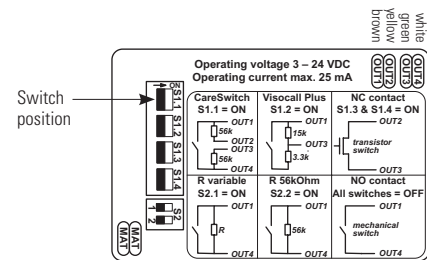 brown
yellow
green
white
OUT1
OUT2
OUT3
OUT4
Operating voltage 3 – 24 VDC
Operating current max. 25 mA
Switch
position
ON
S1.1
S1.2
S1.3
S1.4
1
2
S2
MAT
MAT
CareSwitch
S1.1 = ON
OUT1
56k
OUT2
OUT3
56k
OUT4
Visocall Plus
S1.2 = ON
OUT1
15k
OUT3
3.3k
NC contact
S1.3 & S1.4 = ON
OUT2
transistor
switch
OUT3
R variable
S2.1 = ON
OUT1
R
OUT4
R 56kOhm
S2.2 = ON
OUT1
56k
OUT4
NO contact
All switches = OFF
OUT1
mechanical
switch
OUT4